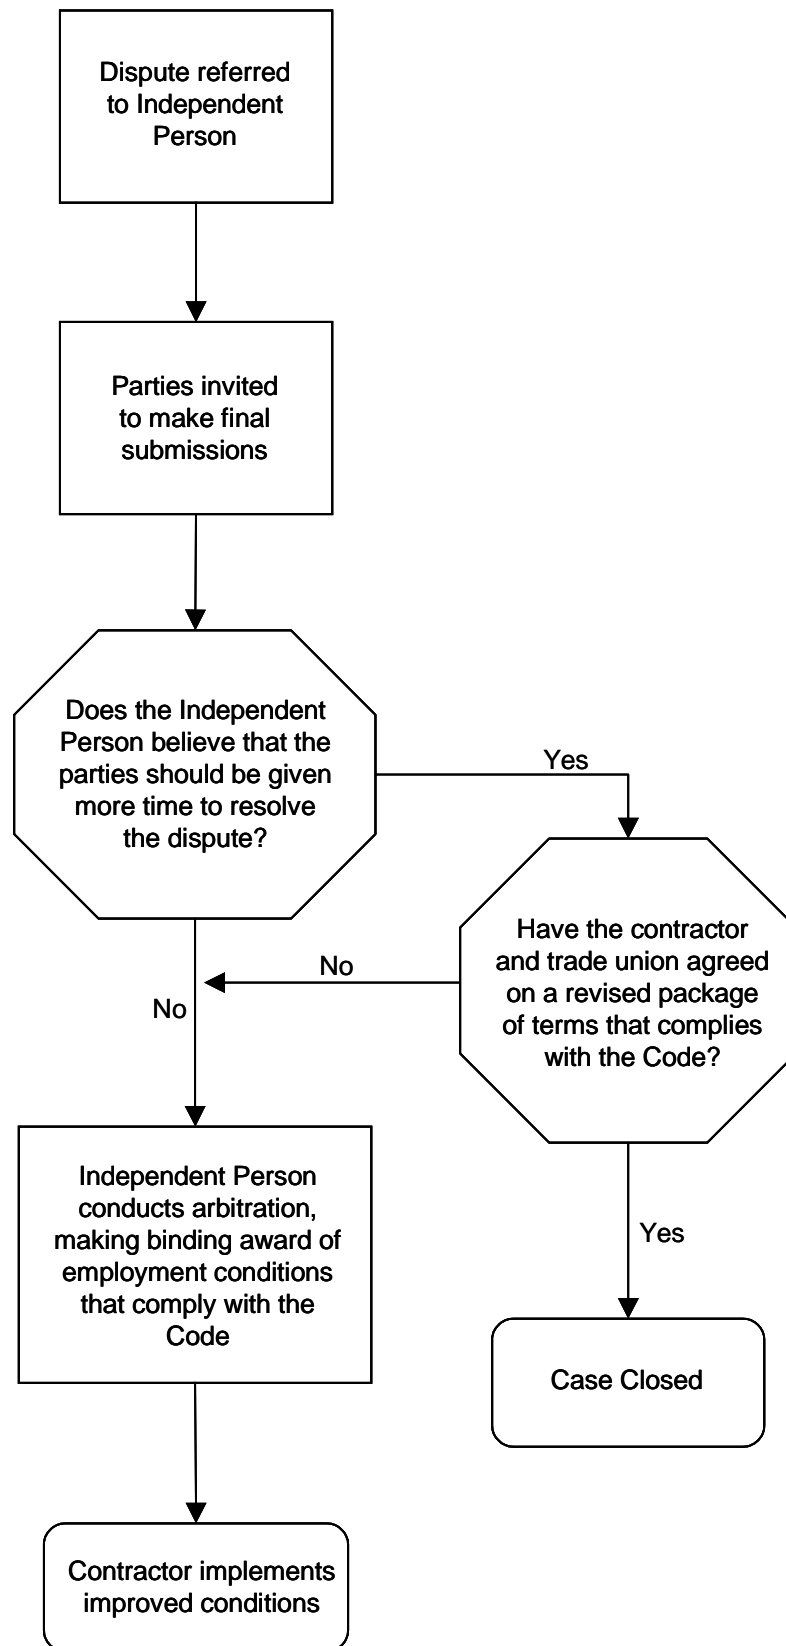 Dispute referred
to Independent
Person
Parties invited
to make final
submissions
Does the Independent
Person believe that the
parties should be given
more time to resolve
the dispute?
Yes
Have the contractor
and trade union agreed
on a revised package
of terms that complies
with the Code?
No
No
Independent Person
conducts arbitration,
making binding award of
employment conditions
that comply with the
Code
Yes
Case Closed
Contractor implements
improved conditions